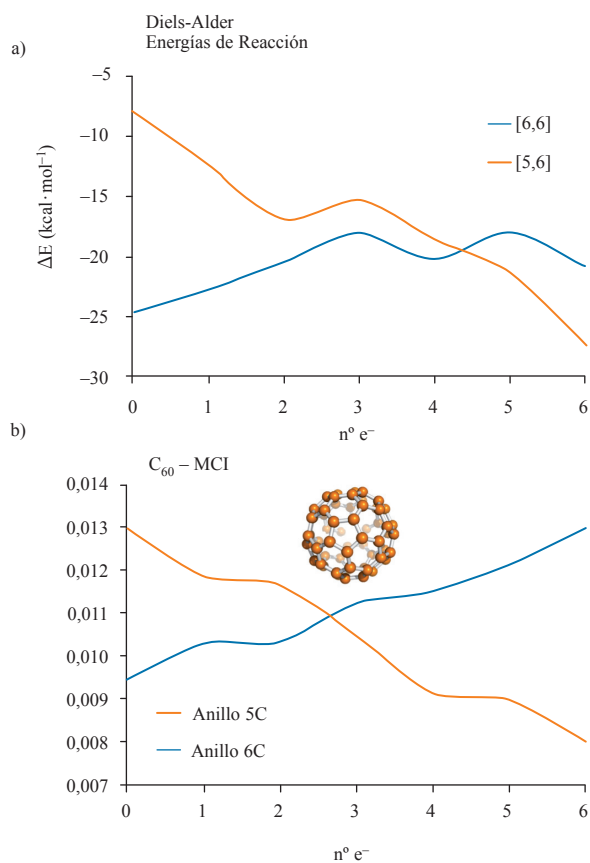 Diels-Alder
Energías de Reacción
a)
−5
−10
−15
−20
−25
−30
ΔE (kcal·mol⁻¹)
[6,6]
[5,6]
0 1 2 3 4 5 6
nº e⁻
b)
C₆₀ – MCI
0,014
0,013
0,012
0,011
0,010
0,009
0,008
0,007
Anillo 5C
Anillo 6C
0 1 2 3 4 5 6
nº e⁻